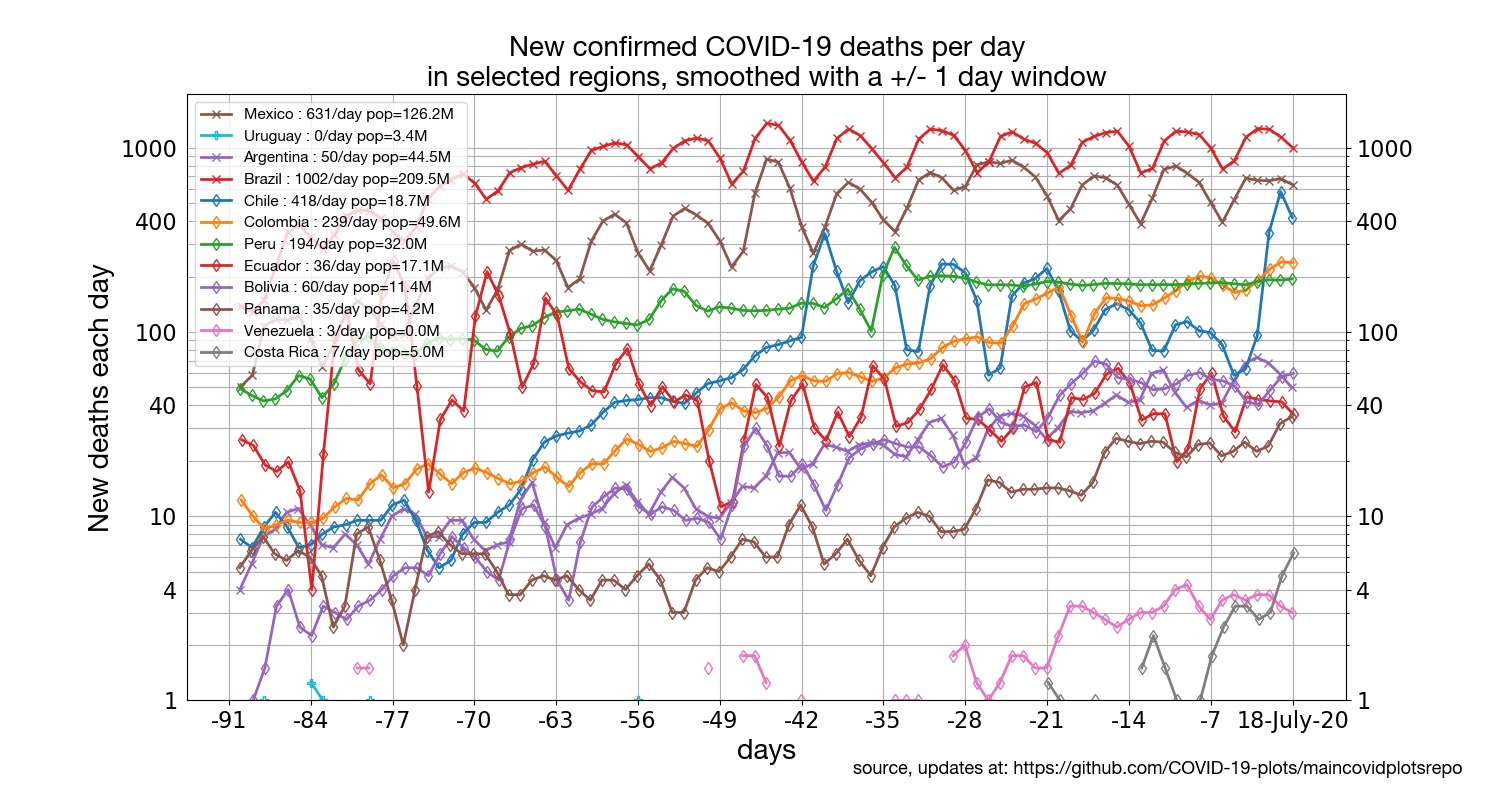 New confirmed COVID-19 deaths per day
in selected regions, smoothed with a +/- 1 day window
Mexico : 631/day pop=126.2M
Uruguay : 0/day pop=3.4M
Argentina : 50/day pop=44.5M
Brazil : 1002/day pop=209.5M
Chile : 418/day pop=18.7M
Colombia : 239/day pop=49.6M
Peru : 194/day pop=32.0M
Ecuador : 36/day pop=17.1M
Bolivia : 60/day pop=11.4M
Panama : 35/day pop=4.2M
Venezuela : 3/day pop=0.0M
Costa Rica : 7/day pop=5.0M
New deaths each day
1000 1000
400 400
100 100
40 40
10 10
4 4
1 1
-91 -84 -77 -70 -63 -56 -49 -42 -35 -28 -21 -14 -7 18-July-20
days
source, updates at: https://github.com/COVID-19-plots/maincovidplotsrepo